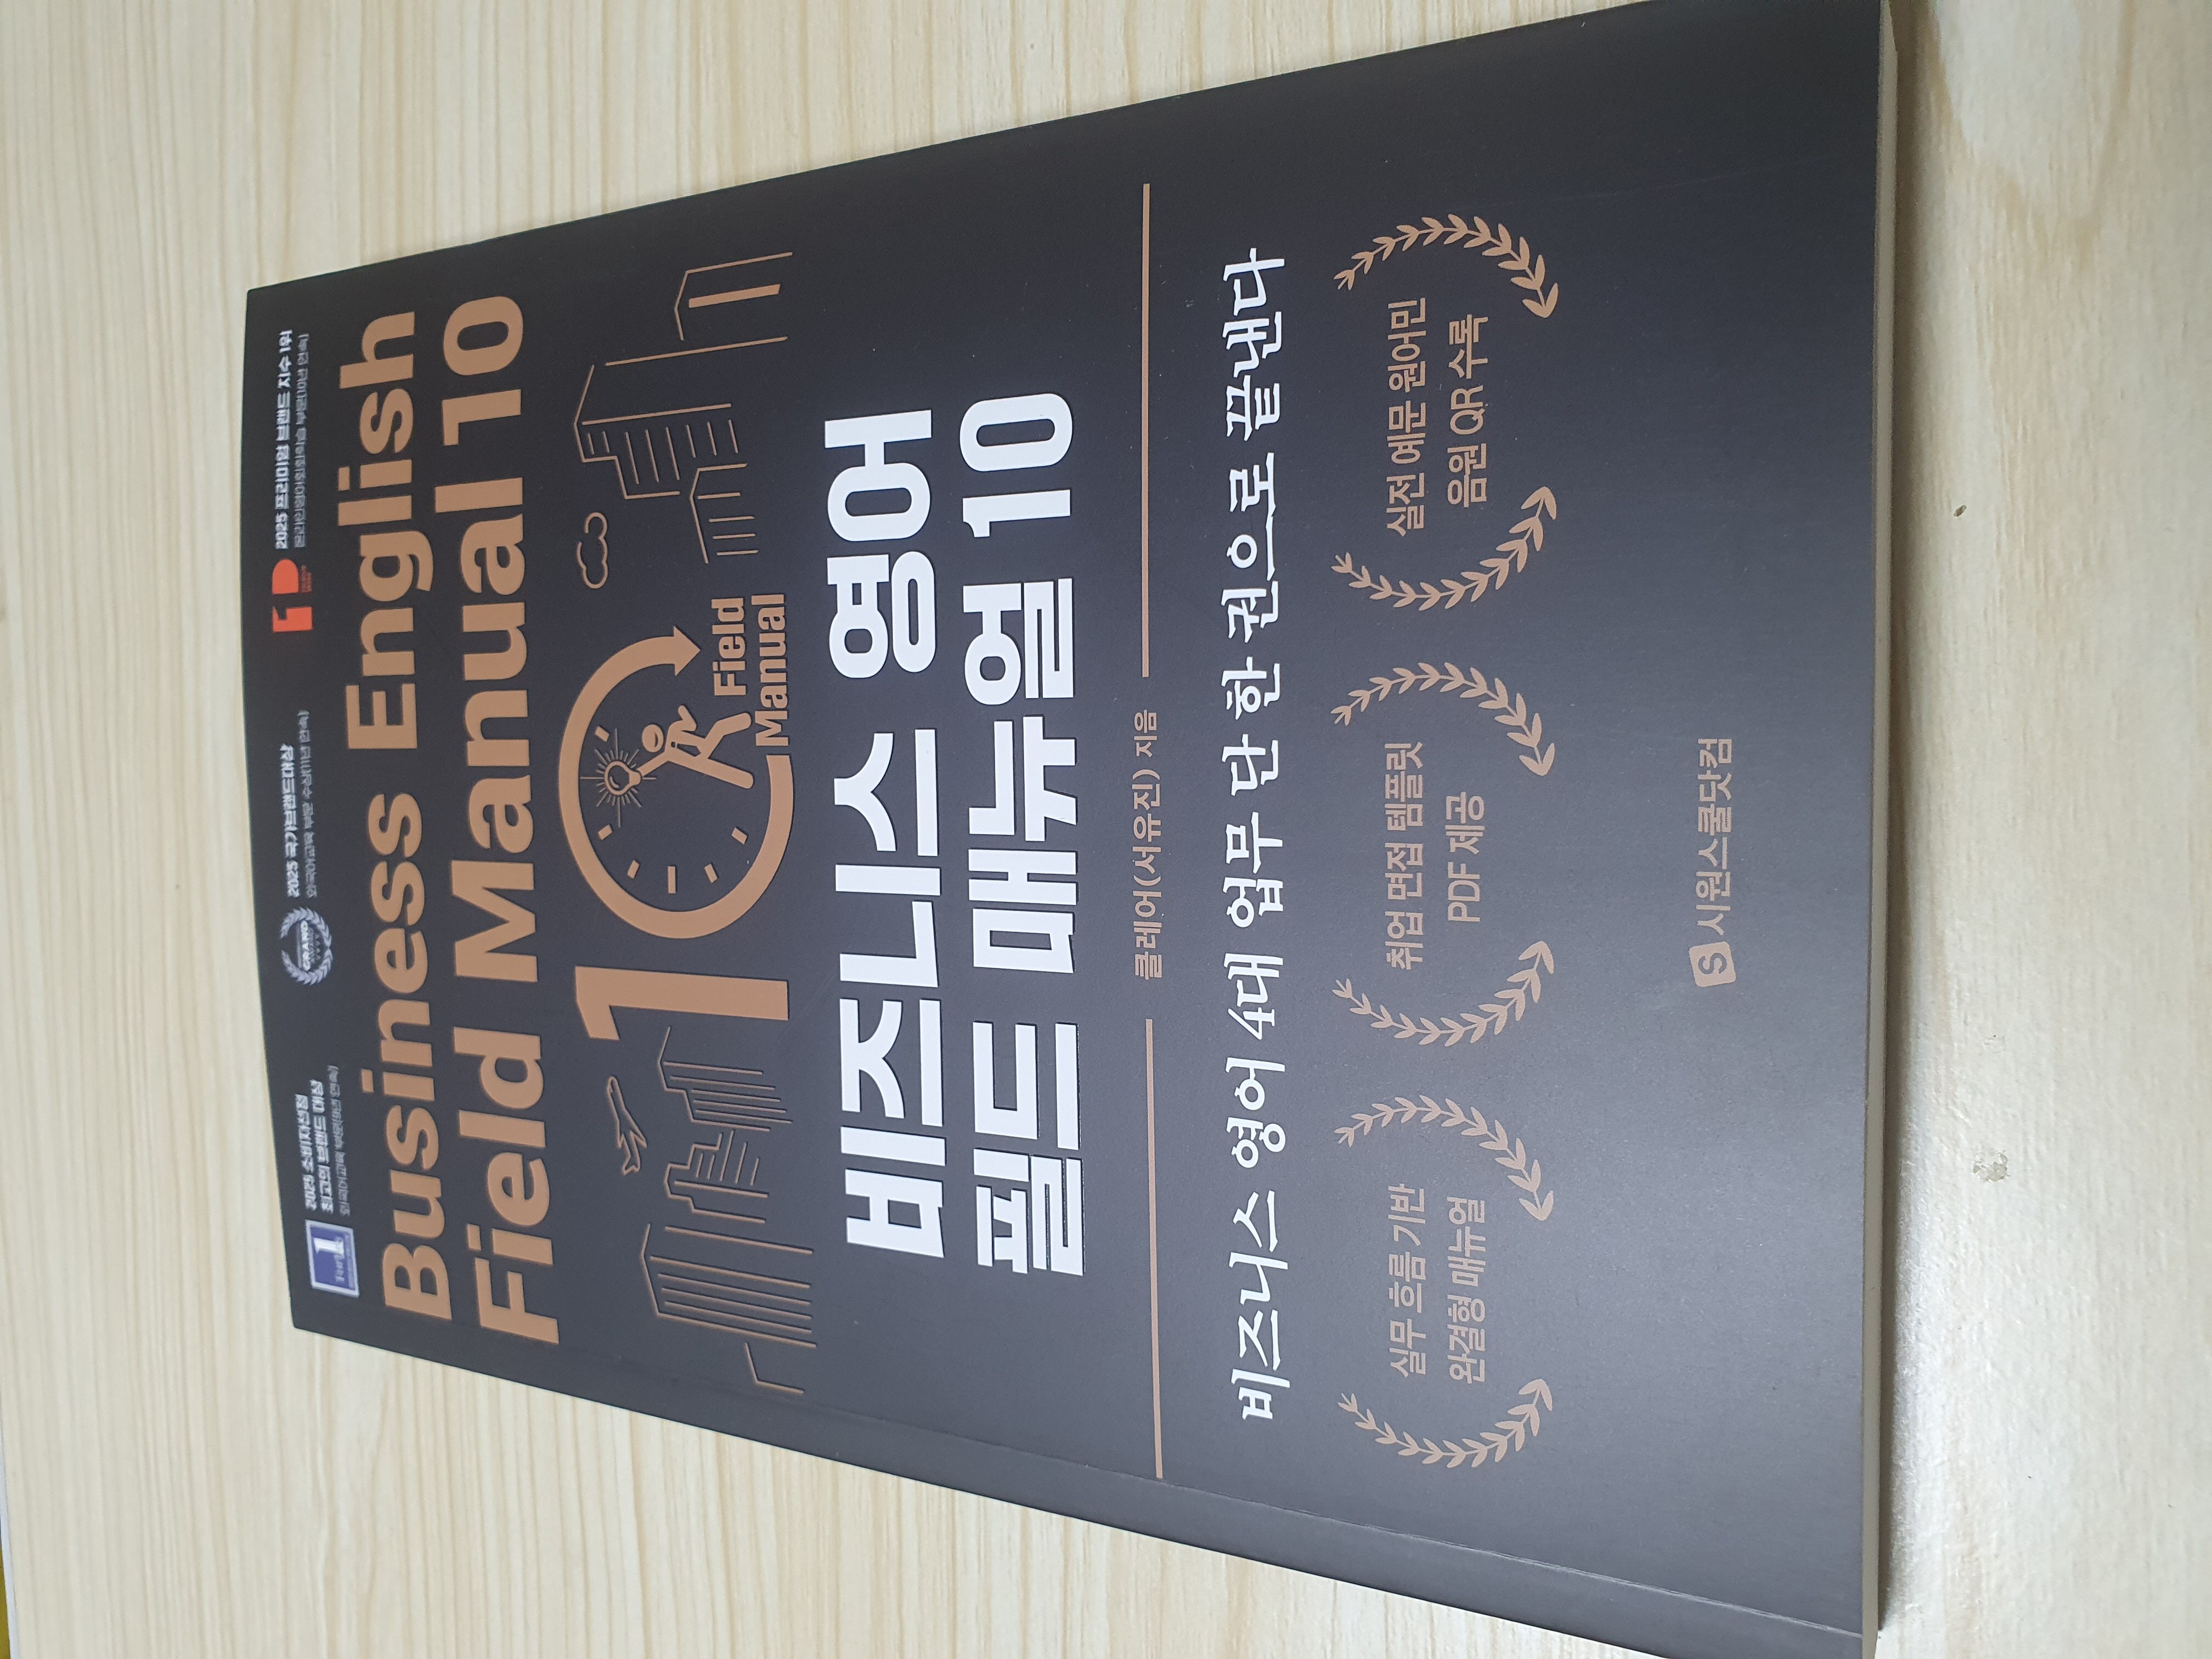 2025 소비자선정
최고의 브랜드 대상
2025 국가브랜드대상
GRAND
2025 프리미엄 브랜드 지수 1위
Business English
Field Manual 10
10
Field
Manual
비즈니스 영어
필드 매뉴얼 10
클레어(서유진) 지음
비즈니스 영어 4대 업무 단 한 권으로 끝낸다
실무 흐름 기반
완결형 매뉴얼
취업 면접 템플릿
PDF 제공
실전 예문 원어민
음원 QR 수록
S 시원스쿨닷컴